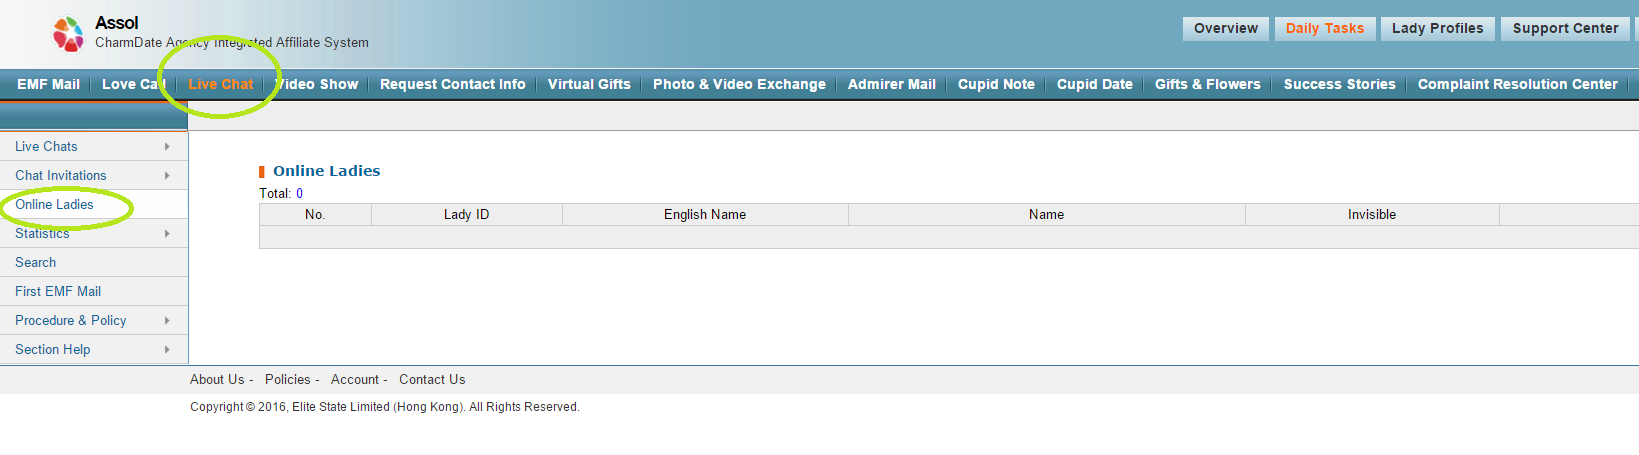 Assol
CharmDate Agency Integrated Affiliate System
Overview Daily Tasks Lady Profiles Support Center
EMF Mail Love Call Live Chat Video Show Request Contact Info Virtual Gifts Photo & Video Exchange Admirer Mail Cupid Note Cupid Date Gifts & Flowers Success Stories Complaint Resolution Center
Live Chats
Chat Invitations
Online Ladies
Statistics
Search
First EMF Mail
Procedure & Policy
Section Help
Online Ladies
Total: 0
No. Lady ID English Name Name Invisible
About Us - Policies - Account - Contact Us
Copyright © 2016, Elite State Limited (Hong Kong). All Rights Reserved.